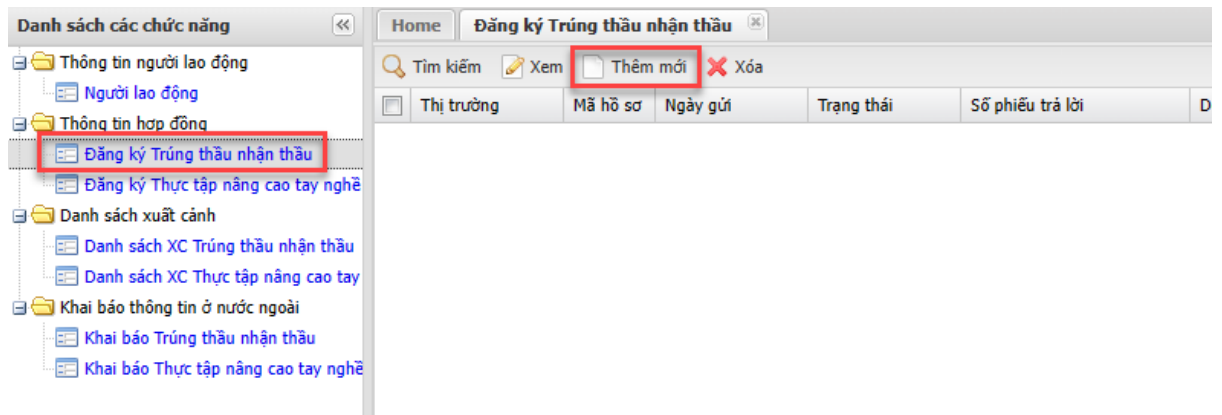 Danh sách các chức năng
Thông tin người lao động
Người lao động
Thông tin hợp đồng
Đăng ký Trúng thầu nhận thầu
Đăng ký Thực tập nâng cao tay nghề
Danh sách xuất cảnh
Danh sách XC Trúng thầu nhận thầu
Danh sách XC Thực tập nâng cao tay
Khai báo thông tin ở nước ngoài
Khai báo Trúng thầu nhận thầu
Khai báo Thực tập nâng cao tay nghề
Home Đăng ký Trúng thầu nhận thầu
Tìm kiếm Xem Thêm mới Xóa
Thị trường Mã hồ sơ Ngày gửi Trạng thái Số phiếu trả lời D